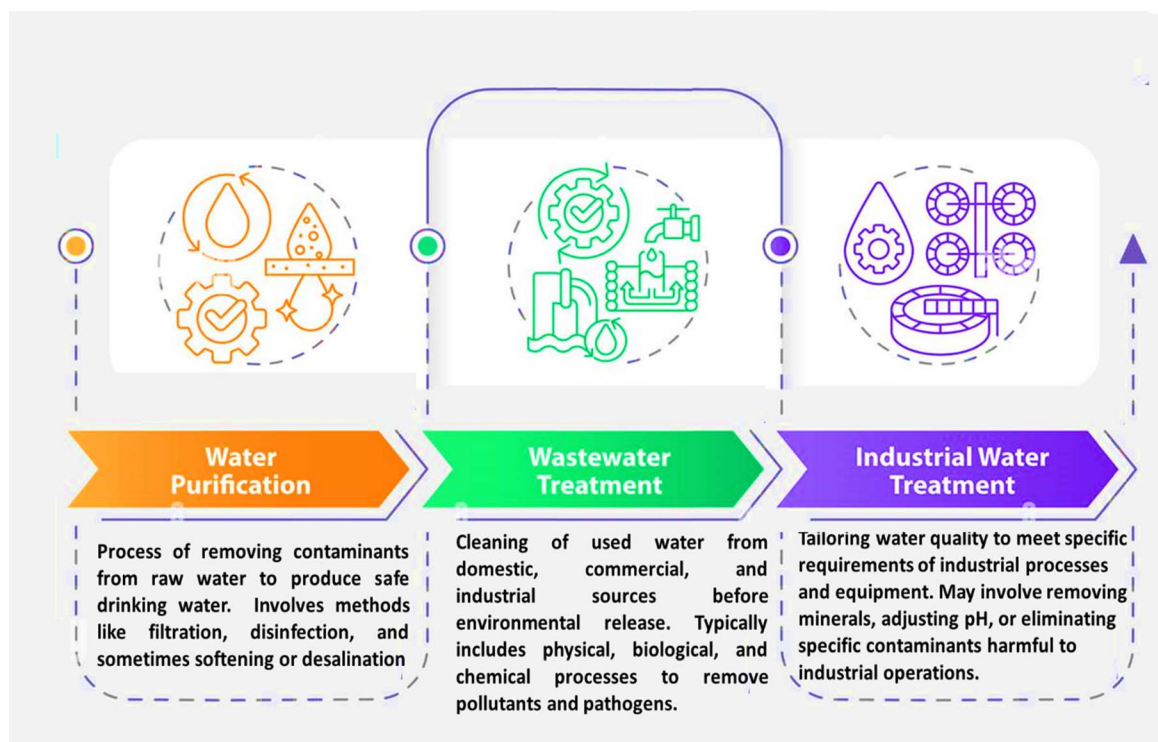 Water
Purification
Process of removing contaminants
from raw water to produce safe
drinking water. Involves methods
like filtration, disinfection, and
sometimes softening or desalination
Wastewater
Treatment
Cleaning of used water from
domestic, commercial, and
industrial sources before
environmental release. Typically
includes physical, biological, and
chemical processes to remove
pollutants and pathogens.
Industrial Water
Treatment
Tailoring water quality to meet specific
requirements of industrial processes
and equipment. May involve removing
minerals, adjusting pH, or eliminating
specific contaminants harmful to
industrial operations.